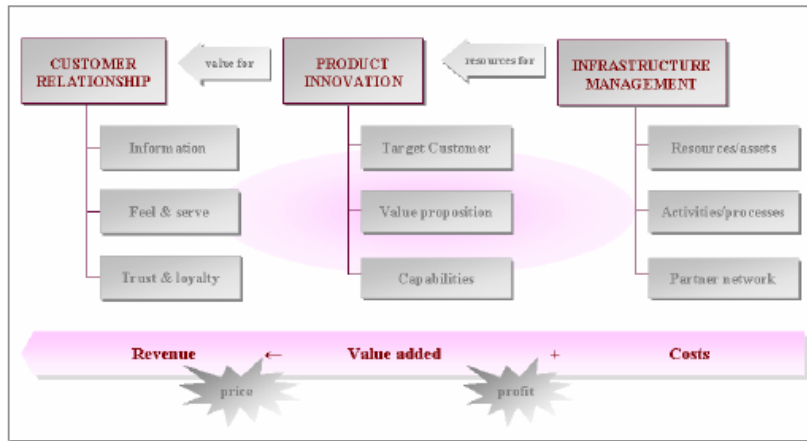 CUSTOMER
RELATIONSHIP
value for
PRODUCT
INNOVATION
resources for
INFRASTRUCTURE
MANAGEMENT
Information
Target Customer
Resources/assets
Feel & serve
Value proposition
Activities/processes
Trust & loyalty
Capabilities
Partner network
Revenue ← Value added + Costs
price
profit